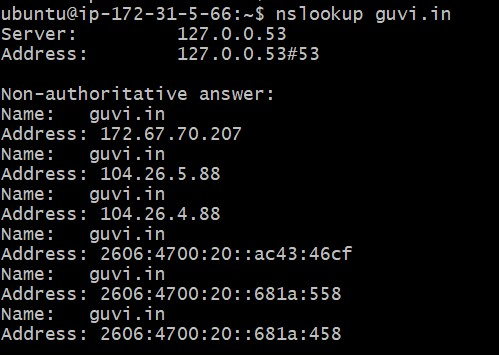 ubuntu@ip-172-31-5-66:~$ nslookup guvi.in
Server:         127.0.0.53
Address:        127.0.0.53#53

Non-authoritative answer:
Name:   guvi.in
Address: 172.67.70.207
Name:   guvi.in
Address: 104.26.5.88
Name:   guvi.in
Address: 104.26.4.88
Name:   guvi.in
Address: 2606:4700:20::ac43:46cf
Name:   guvi.in
Address: 2606:4700:20::681a:558
Name:   guvi.in
Address: 2606:4700:20::681a:458